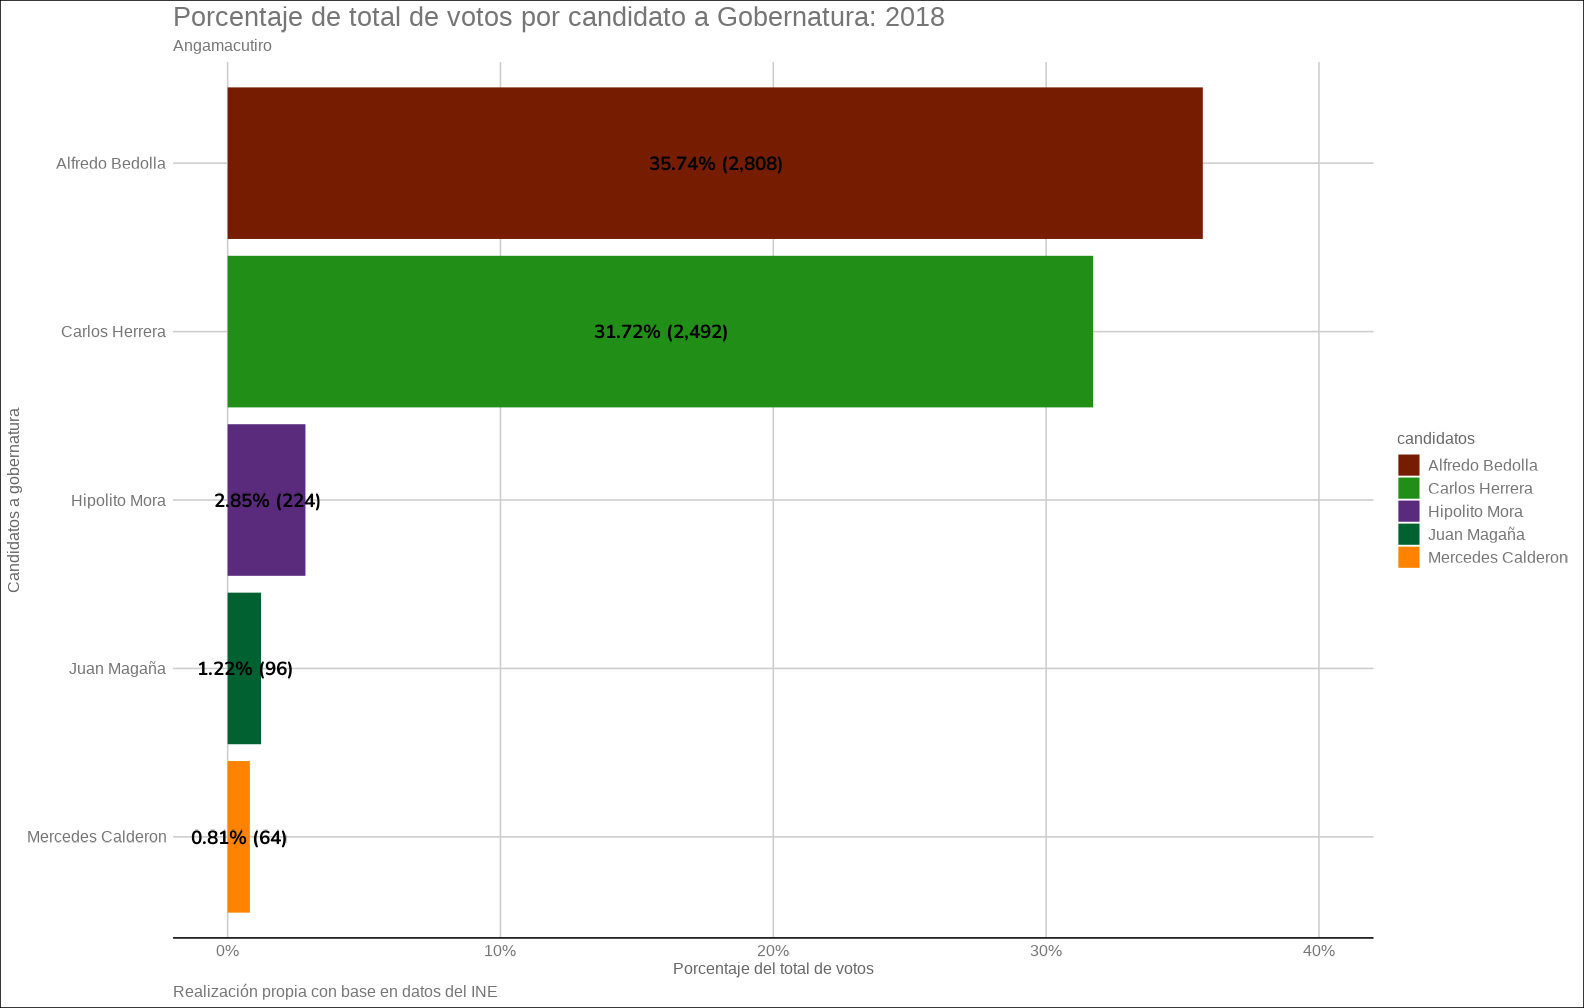 Porcentaje de total de votos por candidato a Gobernatura: 2018
Angamacutiro
Candidatos a gobernatura
Alfredo Bedolla
35.74% (2,808)
Carlos Herrera
31.72% (2,492)
Hipolito Mora
2.85% (224)
Juan Magaña
1.22% (96)
Mercedes Calderon
0.81% (64)
0%
10%
20%
30%
40%
Porcentaje del total de votos
candidatos
Alfredo Bedolla
Carlos Herrera
Hipolito Mora
Juan Magaña
Mercedes Calderon
Realización propia con base en datos del INE